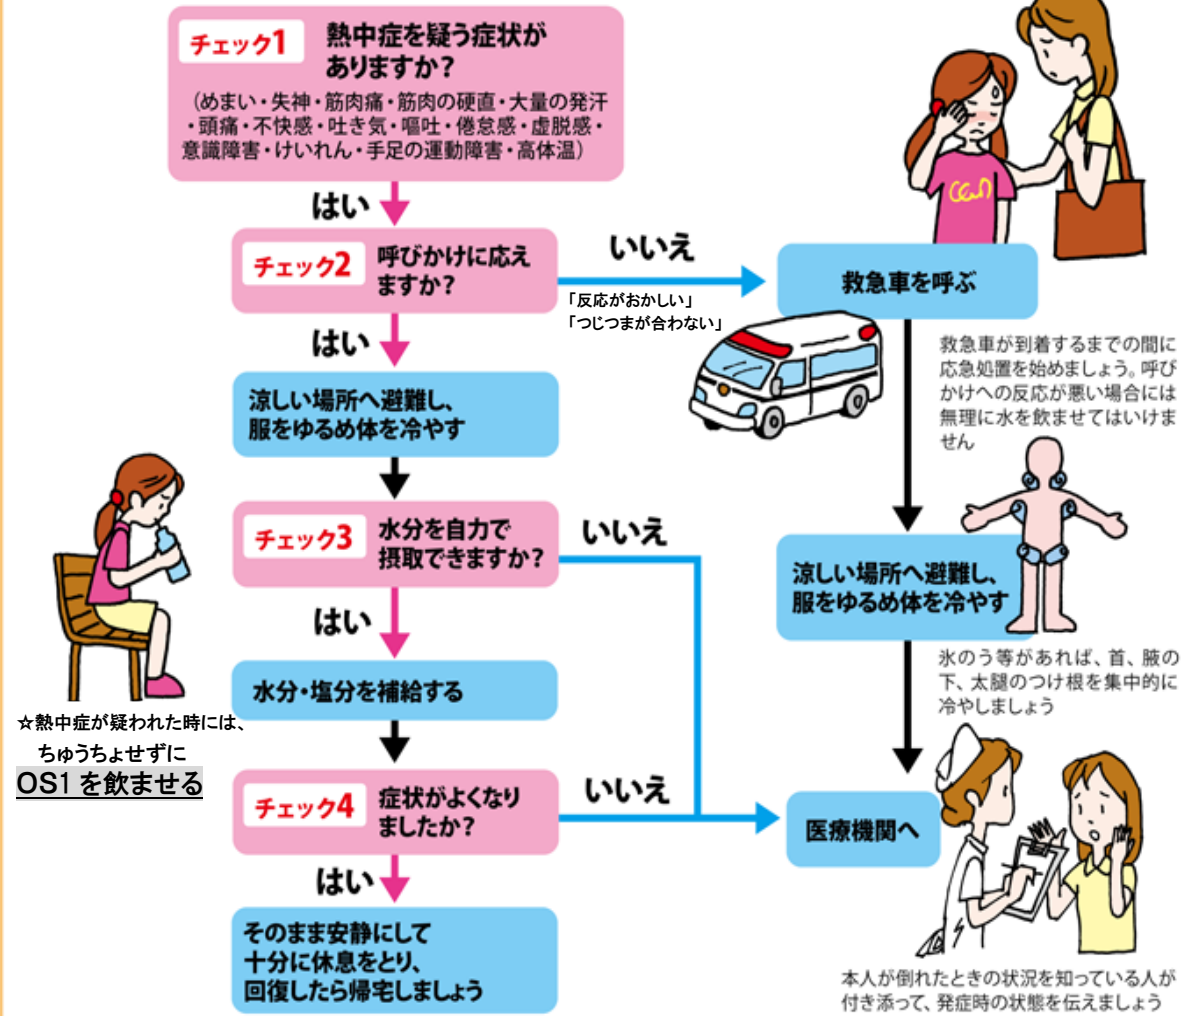 チェック1
熱中症を疑う症状が
ありますか?
(めまい・失神・筋肉痛・筋肉の硬直・大量の発汗
・頭痛・不快感・吐き気・嘔吐・倦怠感・虚脱感・
意識障害・けいれん・手足の運動障害・高体温)
はい
チェック2
呼びかけに応え
ますか?
いいえ
「反応がおかしい」
「つじつまが合わない」
救急車を呼ぶ
救急車が到着するまでの間に
応急処置を始めましょう。呼び
かけへの反応が悪い場合には
無理に水を飲ませてはいけま
せん
はい
涼しい場所へ避難し、
服をゆるめ体を冷やす
チェック3
水分を自力で
摂取できますか?
いいえ
涼しい場所へ避難し、
服をゆるめ体を冷やす
氷のう等があれば、首、腋の
下、太腿のつけ根を集中的に
冷やしましょう
はい
水分・塩分を補給する
☆熱中症が疑われた時には、
ちゅうちょせずに
OS1を飲ませる
チェック4
症状がよくなり
ましたか?
いいえ
医療機関へ
はい
そのまま安静にして
十分に休息をとり、
回復したら帰宅しましょう
本人が倒れたときの状況を知っている人が
付き添って、発症時の状態を伝えましょう